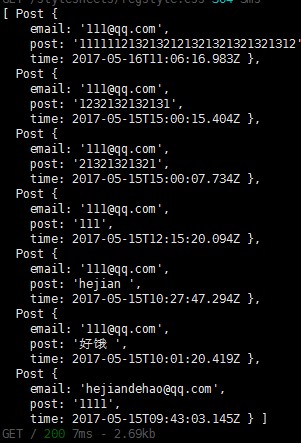 GET /stylesheets/regstyle.css 304 3ms
[ Post {
email: '111@qq.com',
post: '1111112132132121321321321321312'
time: 2017-05-16T11:06:16.983Z },
Post {
email: '111@qq.com',
post: '1232132132131',
time: 2017-05-15T15:00:15.404Z },
Post {
email: '111@qq.com',
post: '21321321321',
time: 2017-05-15T15:00:07.734Z },
Post {
email: '111@qq.com',
post: '111',
time: 2017-05-15T12:15:20.094Z },
Post {
email: '111@qq.com',
post: 'hejian ',
time: 2017-05-15T10:27:47.294Z },
Post {
email: '111@qq.com',
post: '好饿 ',
time: 2017-05-15T10:01:20.419Z },
Post {
email: 'hejiandehao@qq.com',
post: '1111',
time: 2017-05-15T09:43:03.145Z } ]
GET / 200 7ms - 2.69kb